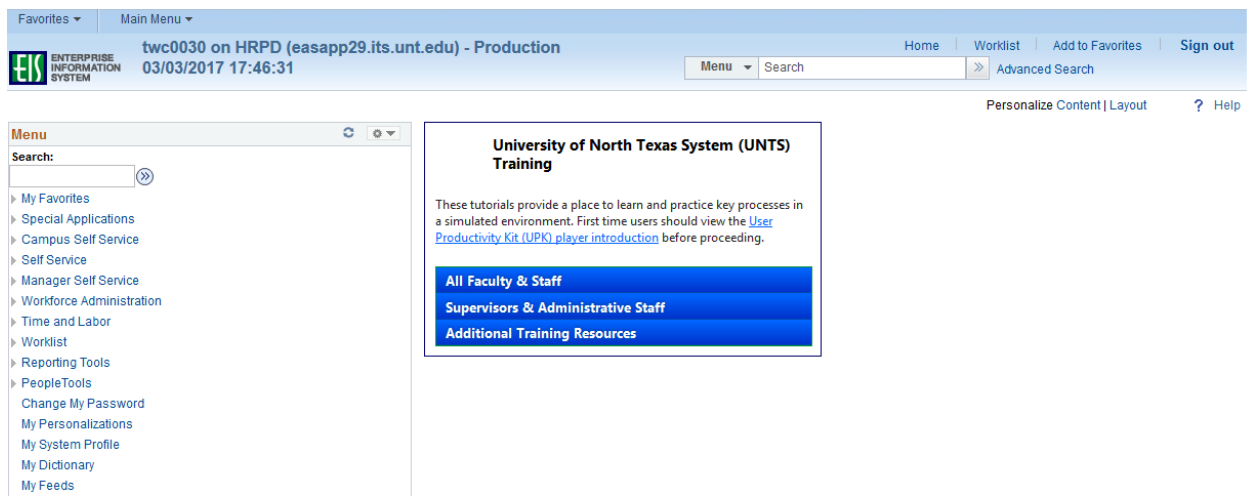 Favorites Main Menu
EIS ENTERPRISE INFORMATION SYSTEM
twc0030 on HRPD (easapp29.its.unt.edu) - Production
03/03/2017 17:46:31
Home Worklist Add to Favorites Sign out
Menu Search Advanced Search
Personalize Content | Layout ? Help
Menu
Search:
My Favorites
Special Applications
Campus Self Service
Self Service
Manager Self Service
Workforce Administration
Time and Labor
Worklist
Reporting Tools
PeopleTools
Change My Password
My Personalizations
My System Profile
My Dictionary
My Feeds
University of North Texas System (UNTS)
Training
These tutorials provide a place to learn and practice key processes in
a simulated environment. First time users should view the User
Productivity Kit (UPK) player introduction before proceeding.
All Faculty & Staff
Supervisors & Administrative Staff
Additional Training Resources